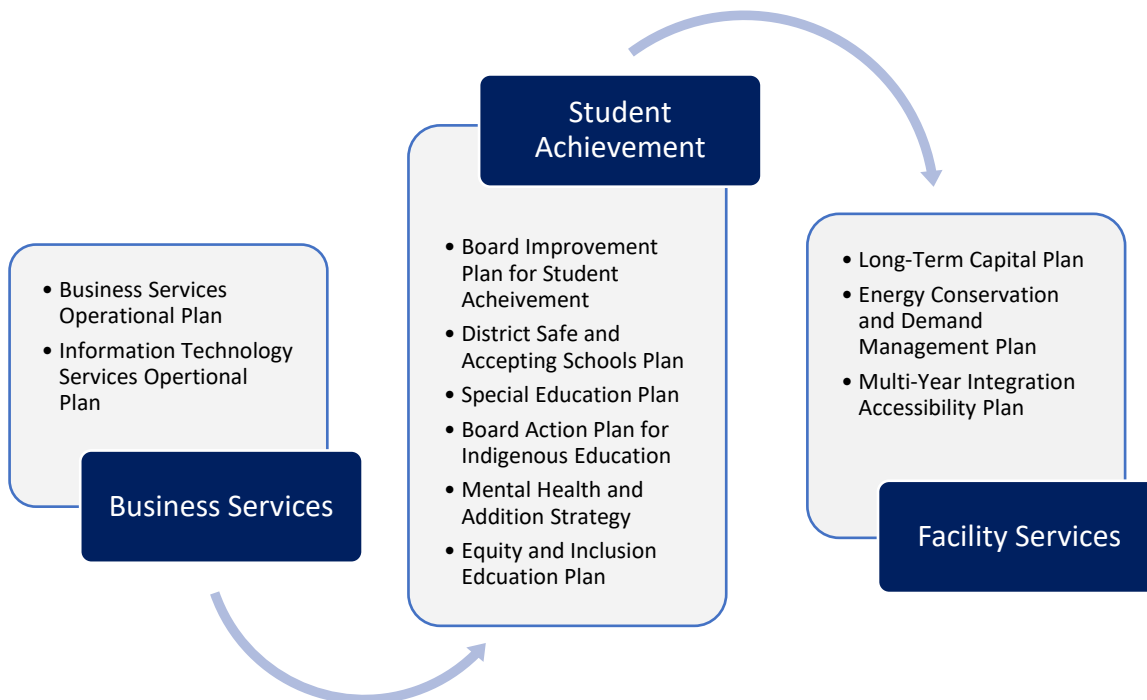 • Business Services
Operational Plan
• Information Technology
Services Opertional
Plan
Business Services
Student
Achievement
• Board Improvement
Plan for Student
Acheivement
• District Safe and
Accepting Schools Plan
• Special Education Plan
• Board Action Plan for
Indigenous Education
• Mental Health and
Addition Strategy
• Equity and Inclusion
Edcuation Plan
• Long-Term Capital Plan
• Energy Conservation
and Demand
Management Plan
• Multi-Year Integration
Accessibility Plan
Facility Services